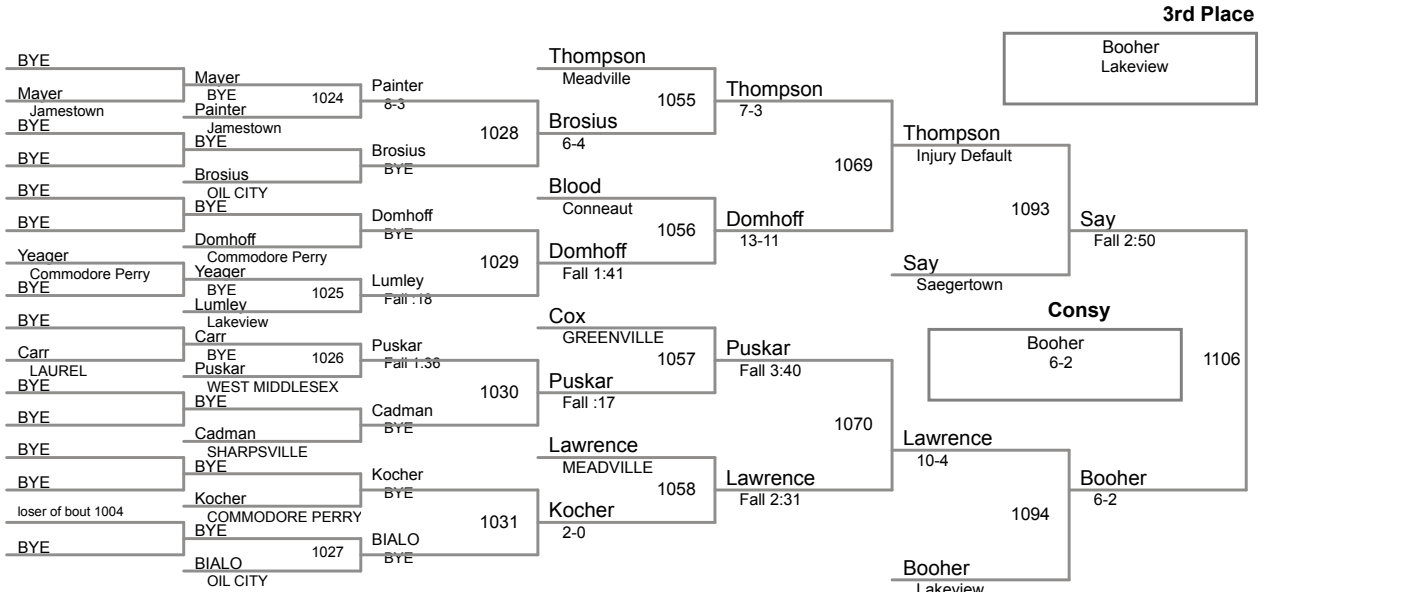 3rd Place
Booher
Lakeview
BYE
Mayer
Jamestown
BYE
BYE
BYE
BYE
Yeager
Commodore Perry
BYE
BYE
Carr
LAUREL
BYE
BYE
BYE
BYE
loser of bout 1004
BYE
Mayer
BYE
1024
Painter
Jamestown
BYE
Brosius
OIL CITY
BYE
Domhoff
Commodore Perry
Yeager
BYE
1025
Lumley
Lakeview
Carr
BYE
1026
Puskar
WEST MIDDLESEX
BYE
Cadman
SHARPSVILLE
BYE
Kocher
COMMODORE PERRY
BYE
1027
BIALO
OIL CITY
Painter
8-3
1028
Brosius
BYE
Domhoff
BYE
1029
Lumley
Fall :18
Puskar
Fall 1:36
1030
Cadman
BYE
Kocher
BYE
1031
BIALO
BYE
Thompson
Meadville
1055
Brosius
6-4
Blood
Conneaut
1056
Domhoff
Fall 1:41
Cox
GREENVILLE
1057
Puskar
Fall :17
Lawrence
MEADVILLE
1058
Kocher
2-0
Thompson
7-3
1069
Domhoff
13-11
Puskar
Fall 3:40
1070
Lawrence
Fall 2:31
Thompson
Injury Default
1093
Say
Saegertown
Lawrence
10-4
1094
Booher
Lakeview
Say
Fall 2:50
1106
Booher
6-2
Consy
Booher
6-2